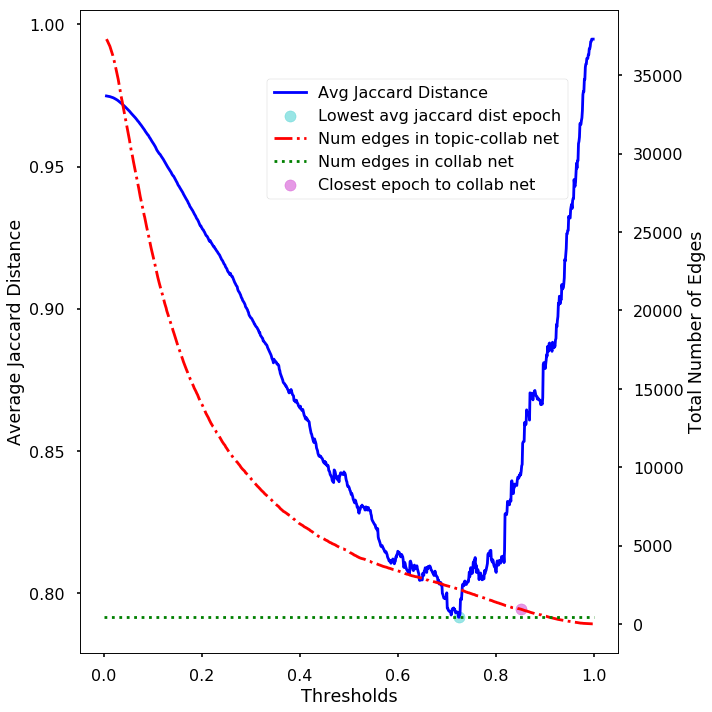 1.00
0.95
0.90
0.85
0.80
Average Jaccard Distance
Avg Jaccard Distance
Lowest avg jaccard dist epoch
Num edges in topic-collab net
Num edges in collab net
Closest epoch to collab net
35000
30000
25000
20000
15000
10000
5000
0
Total Number of Edges
0.0 0.2 0.4 0.6 0.8 1.0
Thresholds